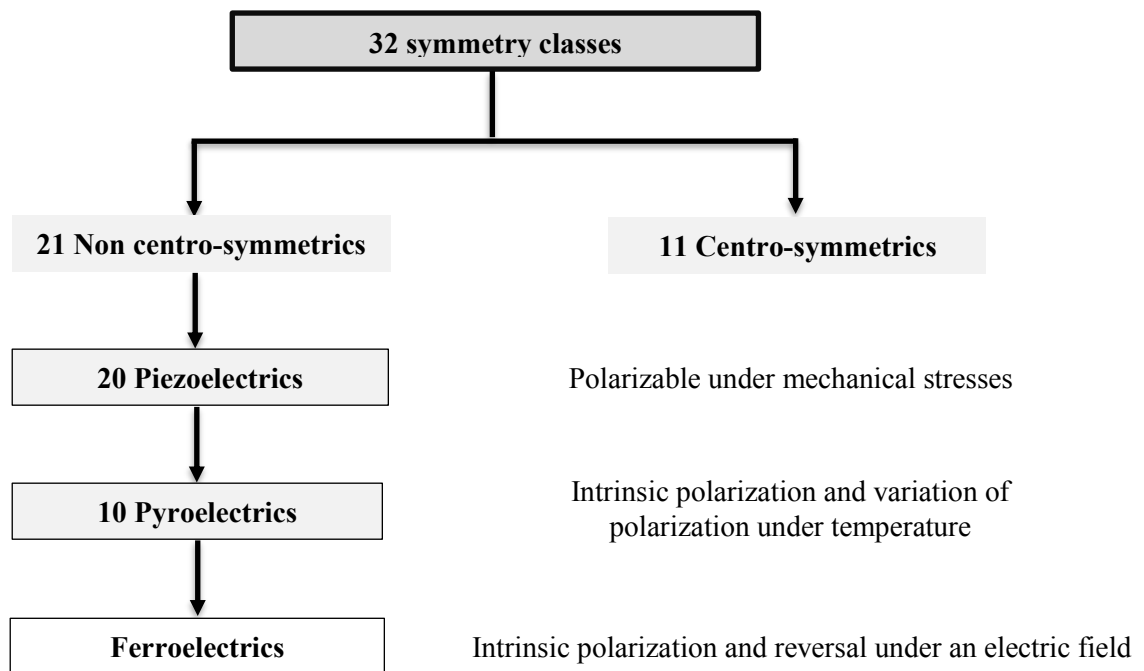 32 symmetry classes
21 Non centro-symmetrics
11 Centro-symmetrics
20 Piezoelectrics
Polarizable under mechanical stresses
10 Pyroelectrics
Intrinsic polarization and variation of
polarization under temperature
Ferroelectrics
Intrinsic polarization and reversal under an electric field